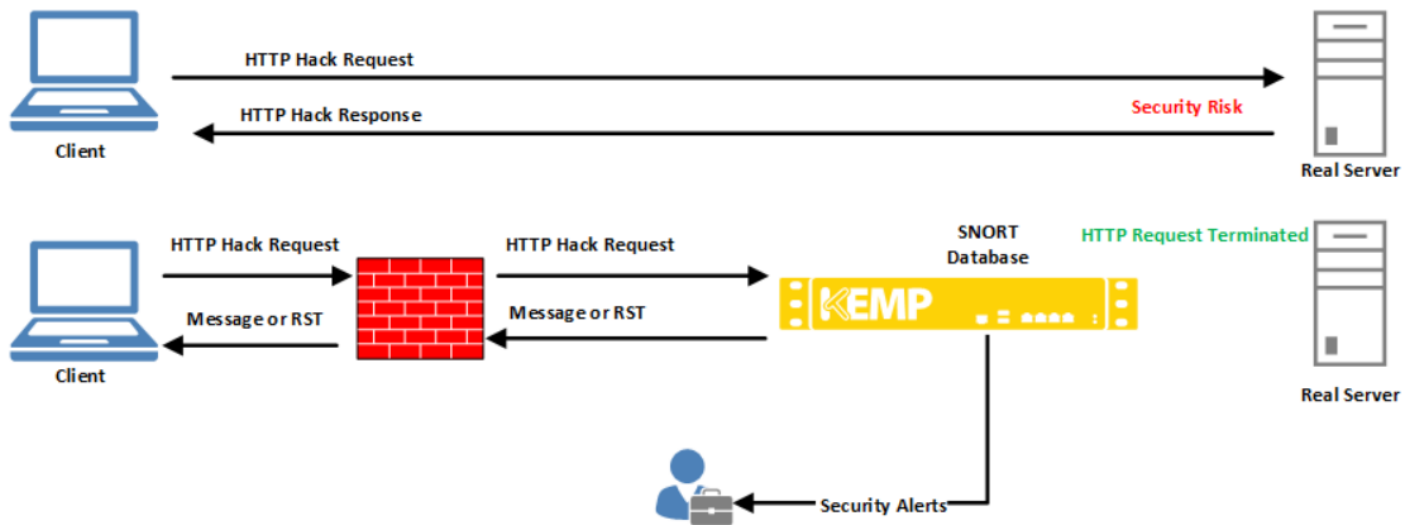 HTTP Hack Request
HTTP Hack Response
Security Risk
Client
Real Server
HTTP Hack Request
HTTP Hack Request
SNORT
Database
HTTP Request Terminated
KEMP
Message or RST
Message or RST
Client
Real Server
Security Alerts